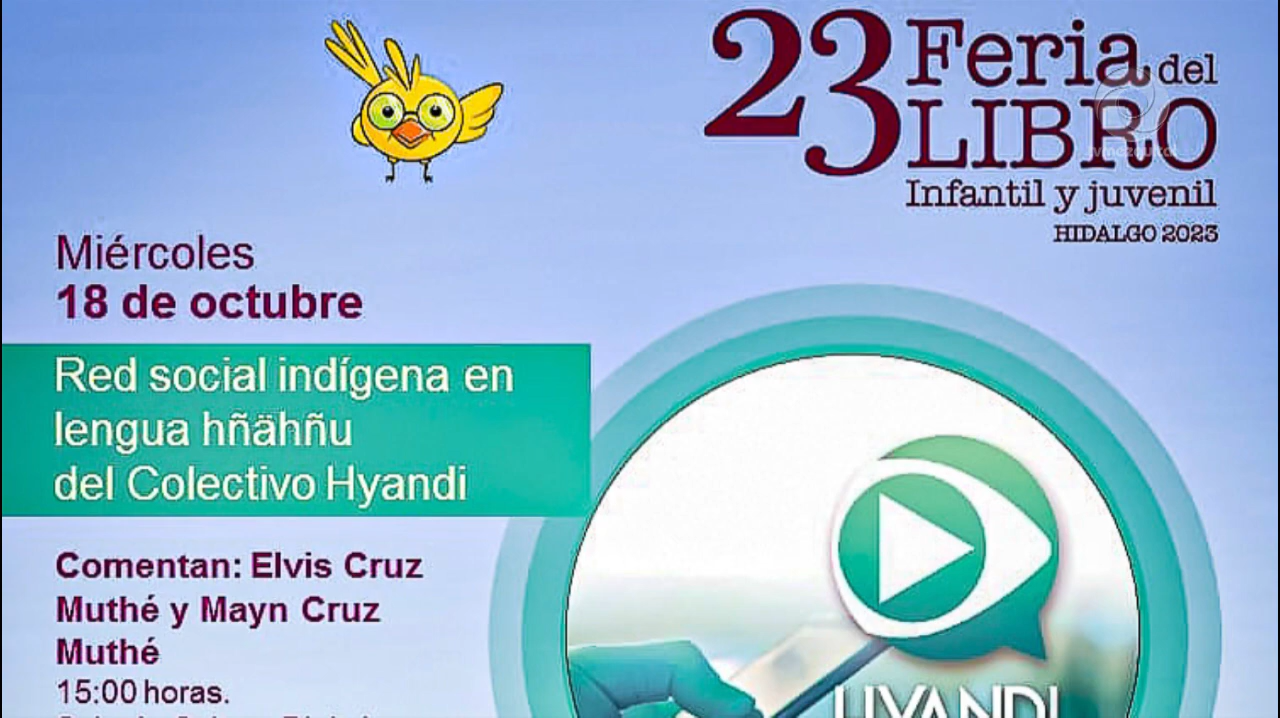 23 Feria del
LIBRO
Infantil y juvenil
HIDALGO 2023
Miércoles
18 de octubre
Red social indígena en
lengua hñähñu
del Colectivo Hyandi
Comentan: Elvis Cruz
Muthé y Mayn Cruz
Muthé
15:00 horas.
HYANDI